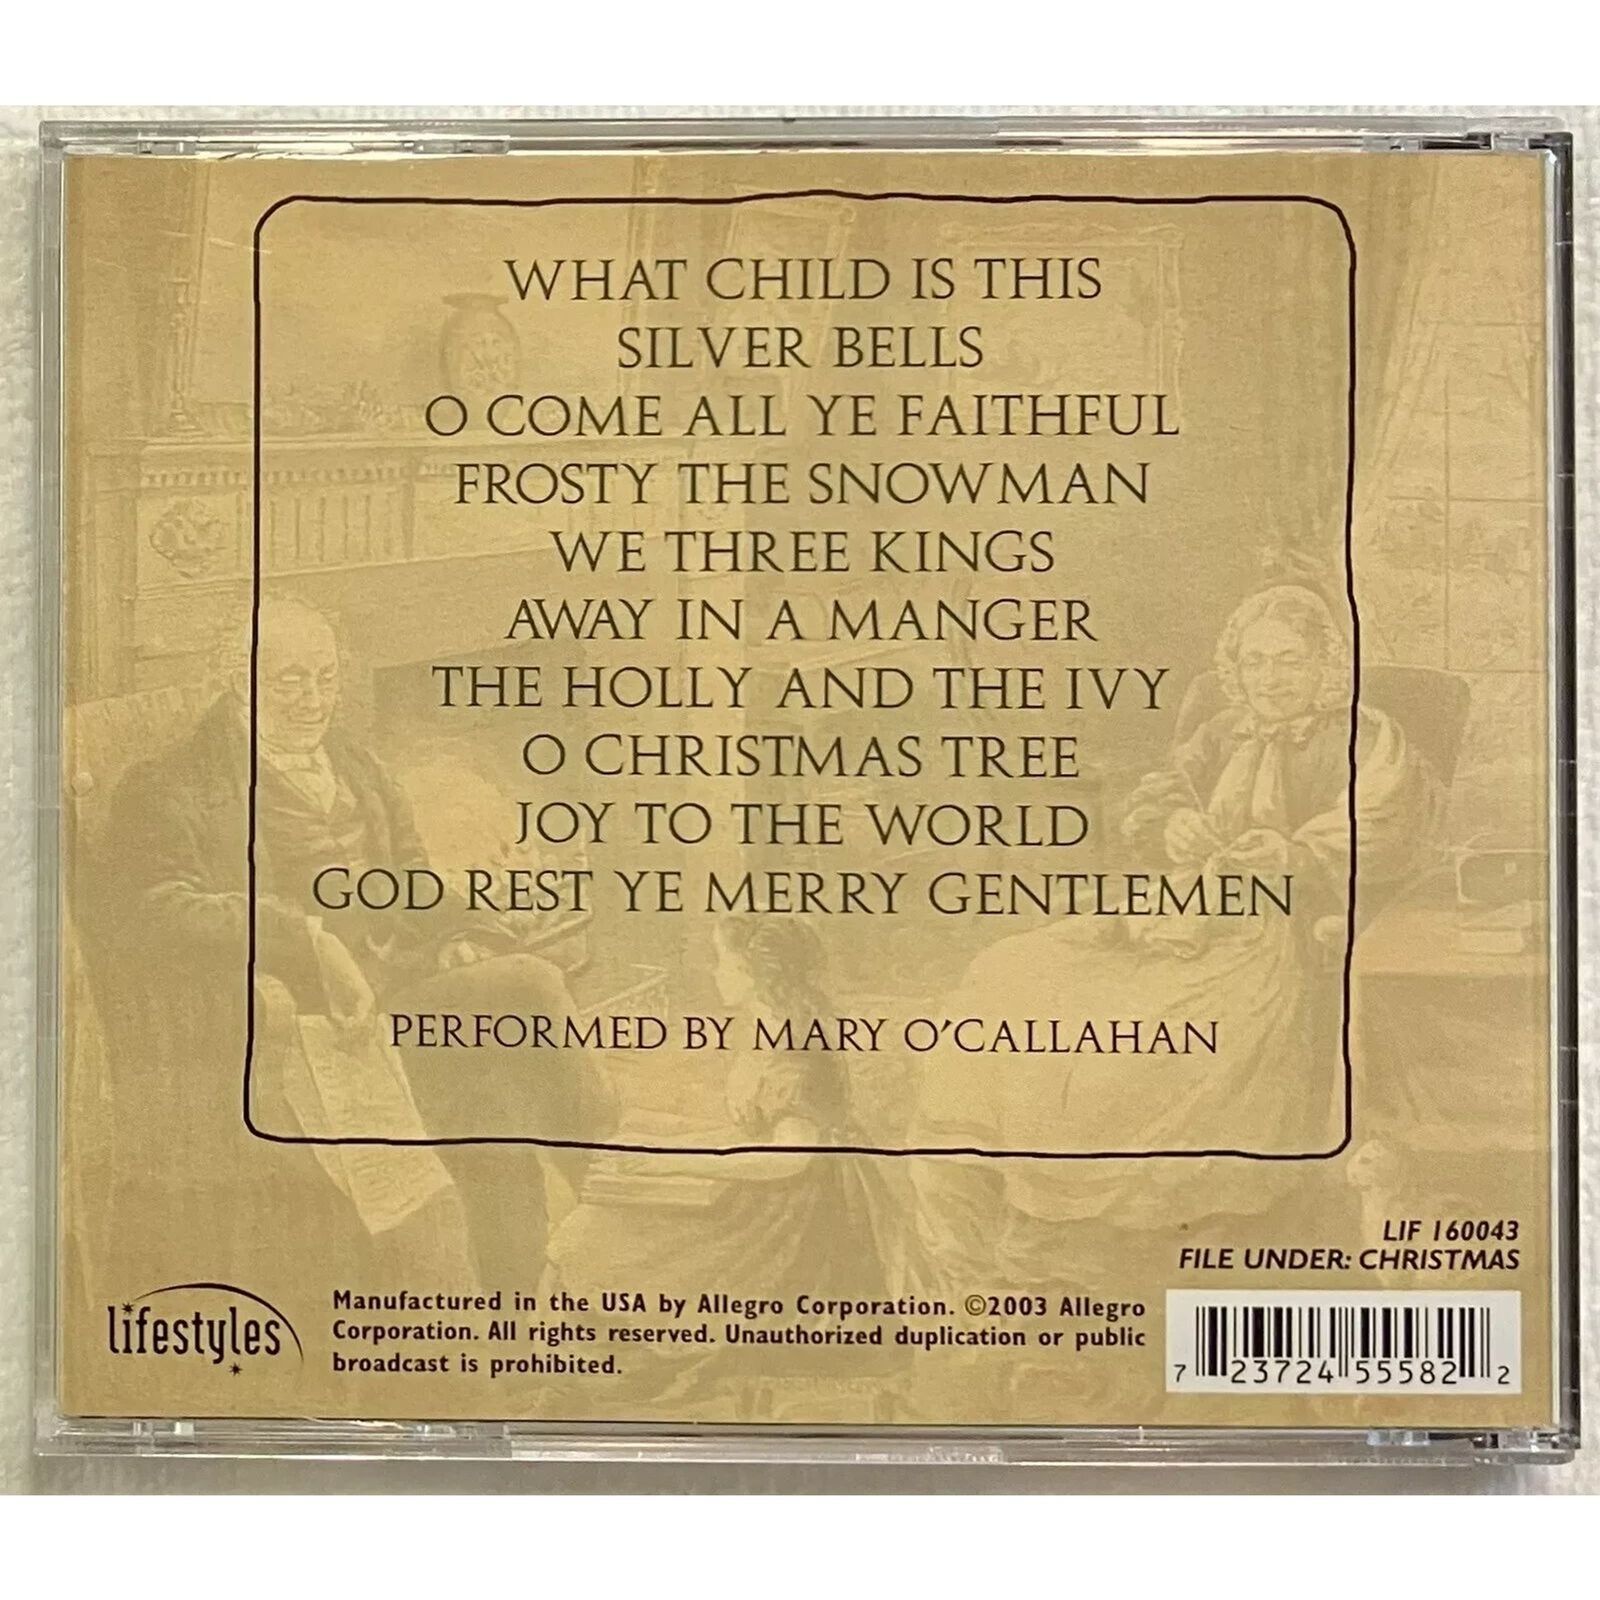 WHAT CHILD IS THIS
SILVER BELLS
O COME ALL YE FAITHFUL
FROSTY THE SNOWMAN
WE THREE KINGS
AWAY IN A MANGER
THE HOLLY AND THE IVY
O CHRISTMAS TREE
JOY TO THE WORLD
GOD REST YE MERRY GENTLEMEN
PERFORMED BY MARY O'CALLAHAN
LIF 160043
FILE UNDER: CHRISTMAS
lifestyles
Manufactured in the USA by Allegro Corporation. ©2003 Allegro
Corporation. All rights reserved. Unauthorized duplication or public
broadcast is prohibited.
7 23724 55582 2